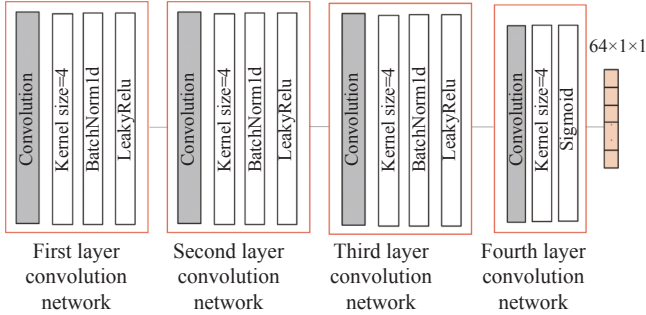 Convolution
Kernel size=4
BatchNorm1d
LeakyRelu
Convolution
Kernel size=4
BatchNorm1d
LeakyRelu
Convolution
Kernel size=4
BatchNorm1d
LeakyRelu
Convolution
Kernel size=4
Sigmoid
64×1×1
First layer
convolution
network
Second layer
convolution
network
Third layer
convolution
network
Fourth layer
convolution
network